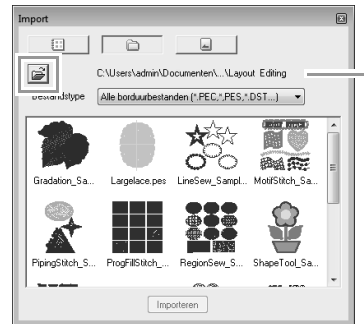 Import
C:\Users\admin\Documenten\...\Layout Editing
Bestandstype
Alle borduurbestanden (*.PEC,*.PES,*.DST...)
Gradation_Sa...
Largelace.pes
LineSew_Sampl...
MotifStitch_Sa...
PipingStitch_S...
ProgFillStitch_...
RegionSew_S...
ShapeTool_Sa...
Importeren